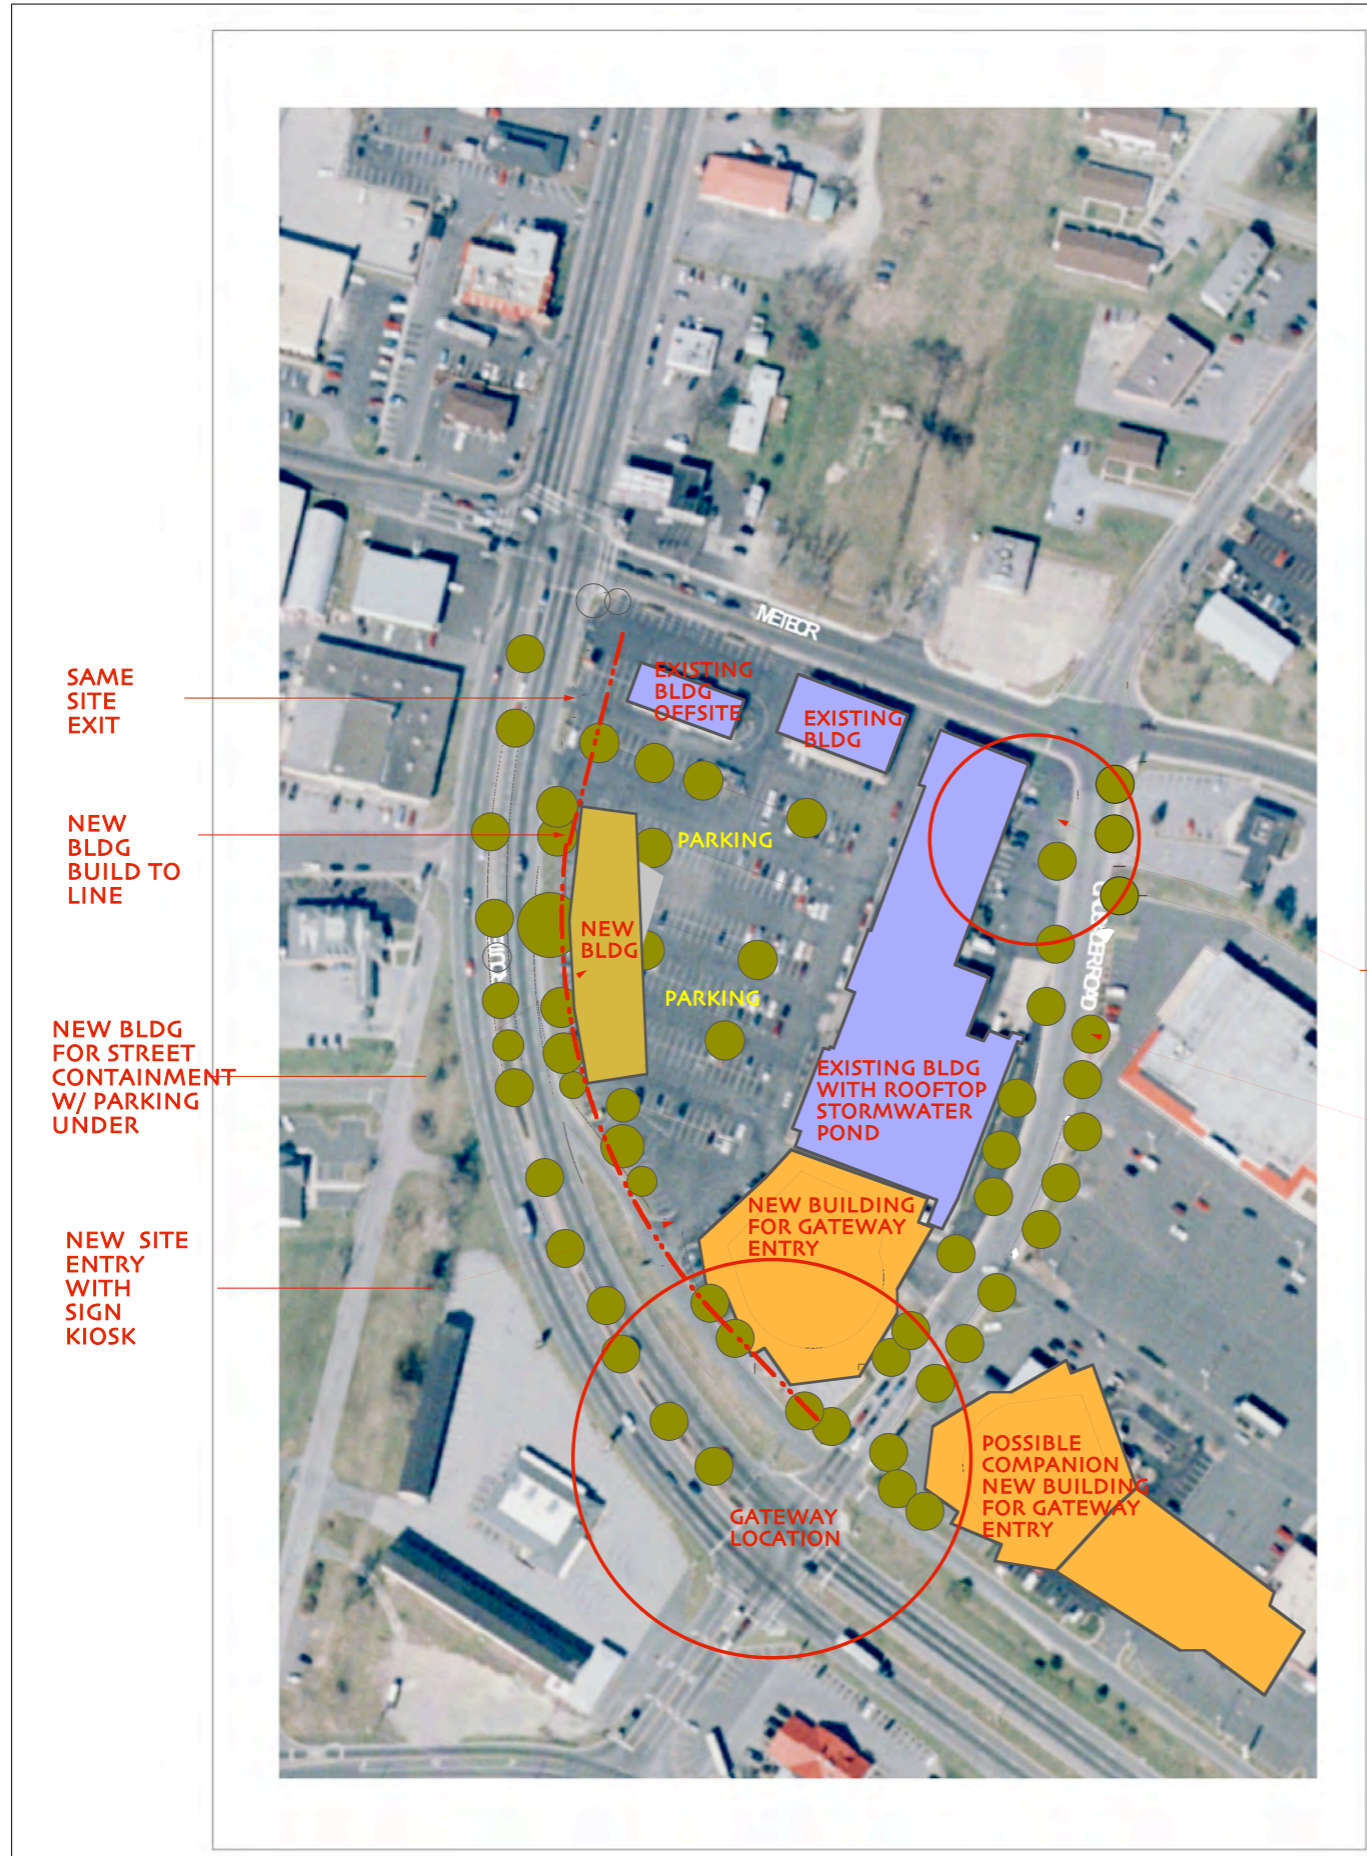 METEOR
EXISTING
BLDG
OFFSITE
EXISTING
BLDG
SAME
SITE
EXIT
NEW
BLDG
BUILD TO
LINE
PARKING
NEW
BLDG
PARKING
NEW BLDG
FOR STREET
CONTAINMENT
W/ PARKING
UNDER
EXISTING BLDG
WITH ROOFTOP
STORMWATER
POND
NEW BUILDING
FOR GATEWAY
ENTRY
NEW SITE
ENTRY
WITH
SIGN
KIOSK
POSSIBLE
COMPANION
NEW BUILDING
FOR GATEWAY
ENTRY
GATEWAY
LOCATION